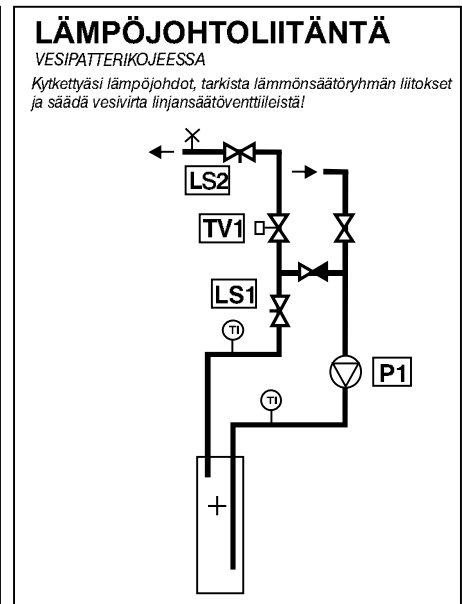 LÄMPÖJOHTOLIITÄNTÄ
VESIPATTERIKOJEESSA
Kytkettyäsi lämpöjohdot, tarkista lämmönsäätöryhmän liitokset
ja säädä vesivirta linjansäätöventtiileistä!
LS2
TV1
LS1
TI
P1
TI